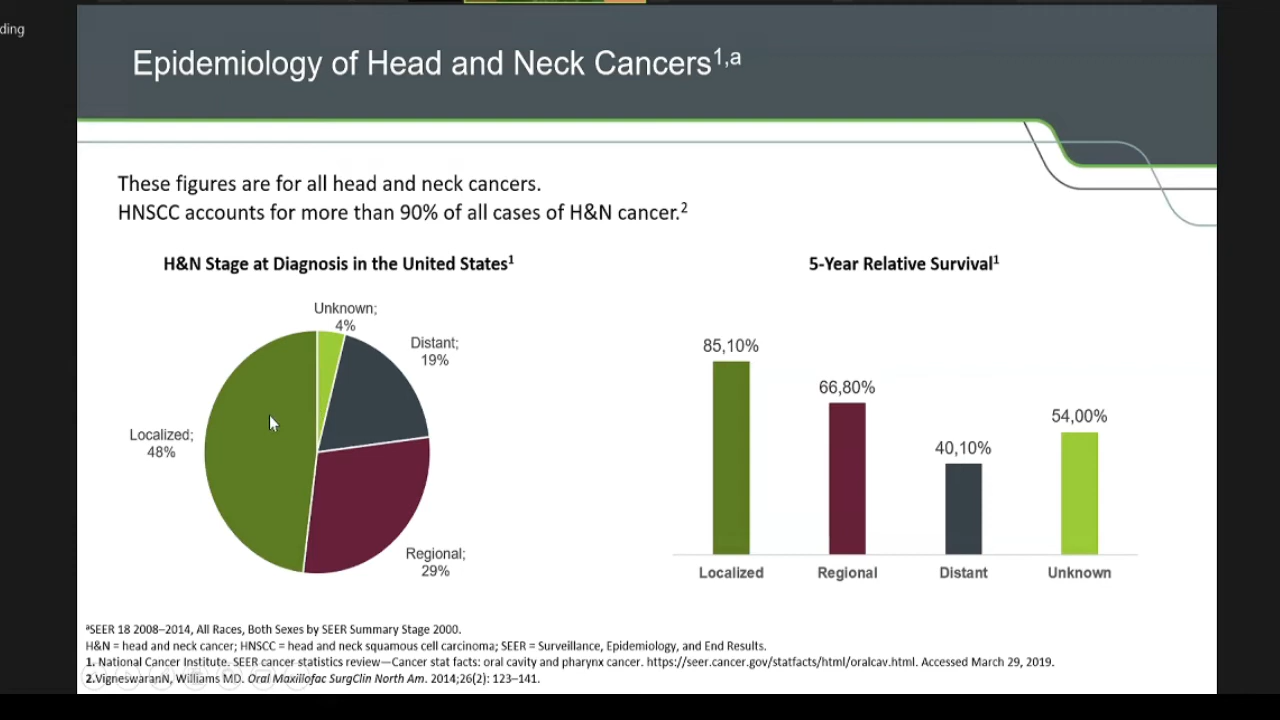 ding
Epidemiology of Head and Neck Cancers1,a
These figures are for all head and neck cancers.
HNSCC accounts for more than 90% of all cases of H&N cancer.2
H&N Stage at Diagnosis in the United States1
Unknown;
4%
Distant;
19%
Localized;
48%
Regional;
29%
5-Year Relative Survival1
85,10%
66,80%
40,10%
54,00%
Localized
Regional
Distant
Unknown
aSEER 18 2008–2014, All Races, Both Sexes by SEER Summary Stage 2000.
H&N = head and neck cancer; HNSCC = head and neck squamous cell carcinoma; SEER = Surveillance, Epidemiology, and End Results.
1. National Cancer Institute. SEER cancer statistics review—Cancer stat facts: oral cavity and pharynx cancer. https://seer.cancer.gov/statfacts/html/oralcav.html. Accessed March 29, 2019.
2.VigneswaranN, Williams MD. Oral Maxillofac SurgClin North Am. 2014;26(2): 123–141.